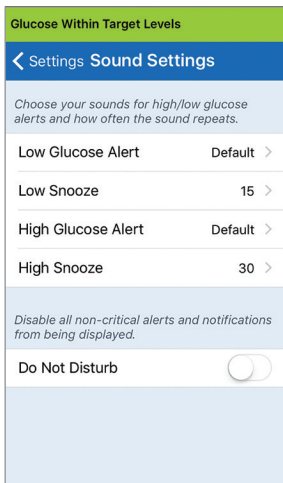 Glucose Within Target Levels
Settings Sound Settings
Choose your sounds for high/low glucose
alerts and how often the sound repeats.
Low Glucose Alert Default
Low Snooze 15
High Glucose Alert Default
High Snooze 30
Disable all non-critical alerts and notifications
from being displayed.
Do Not Disturb